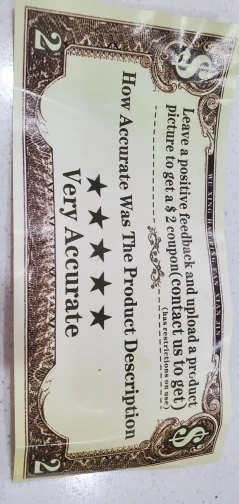 $ $
Leave a positive feedback and upload a product
picture to get a $ 2 coupon(contact us to get)
(has restrictions on use)
How Accurate Was The Product Description
★★★★★
Very Accurate
2 2